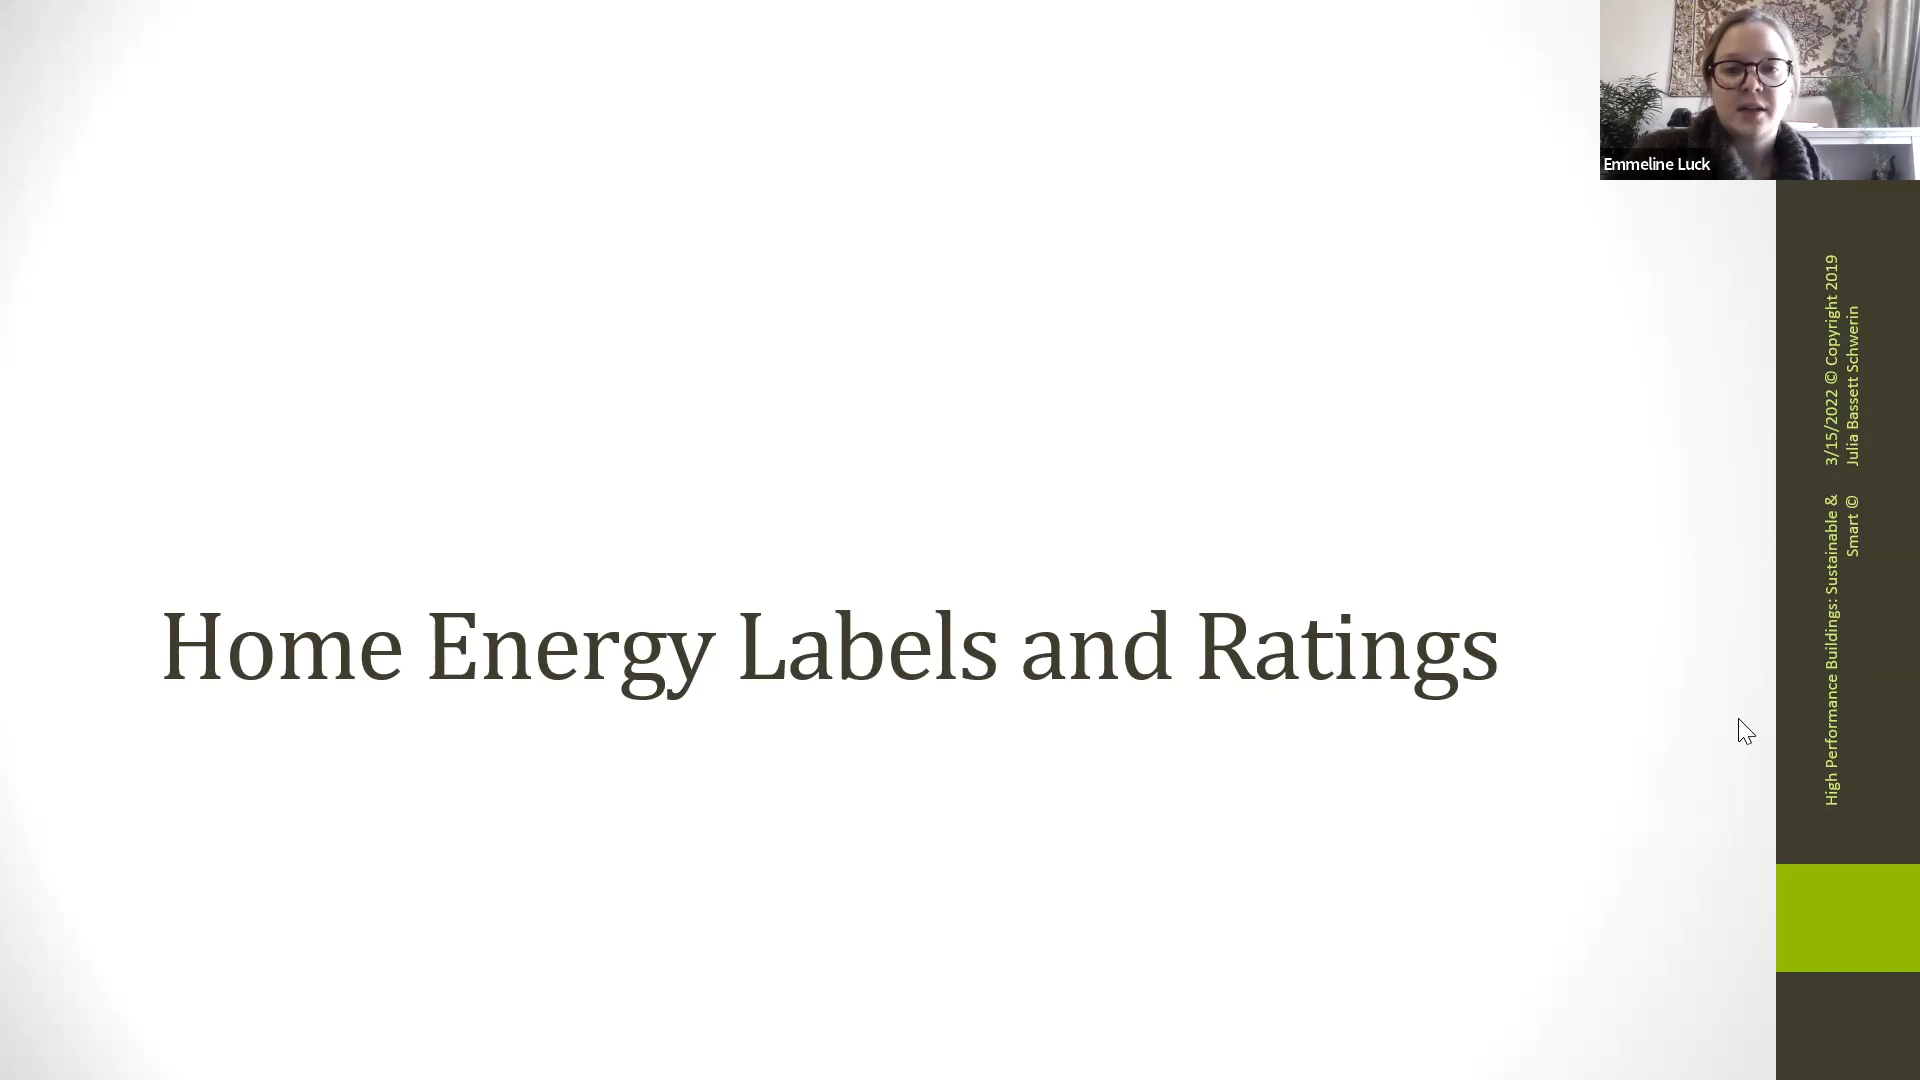 Emmeline Luck
Home Energy Labels and Ratings
3/15/2022 © Copyright 2019
Julia Bassett Schwerin
High Performance Buildings: Sustainable &
Smart ©